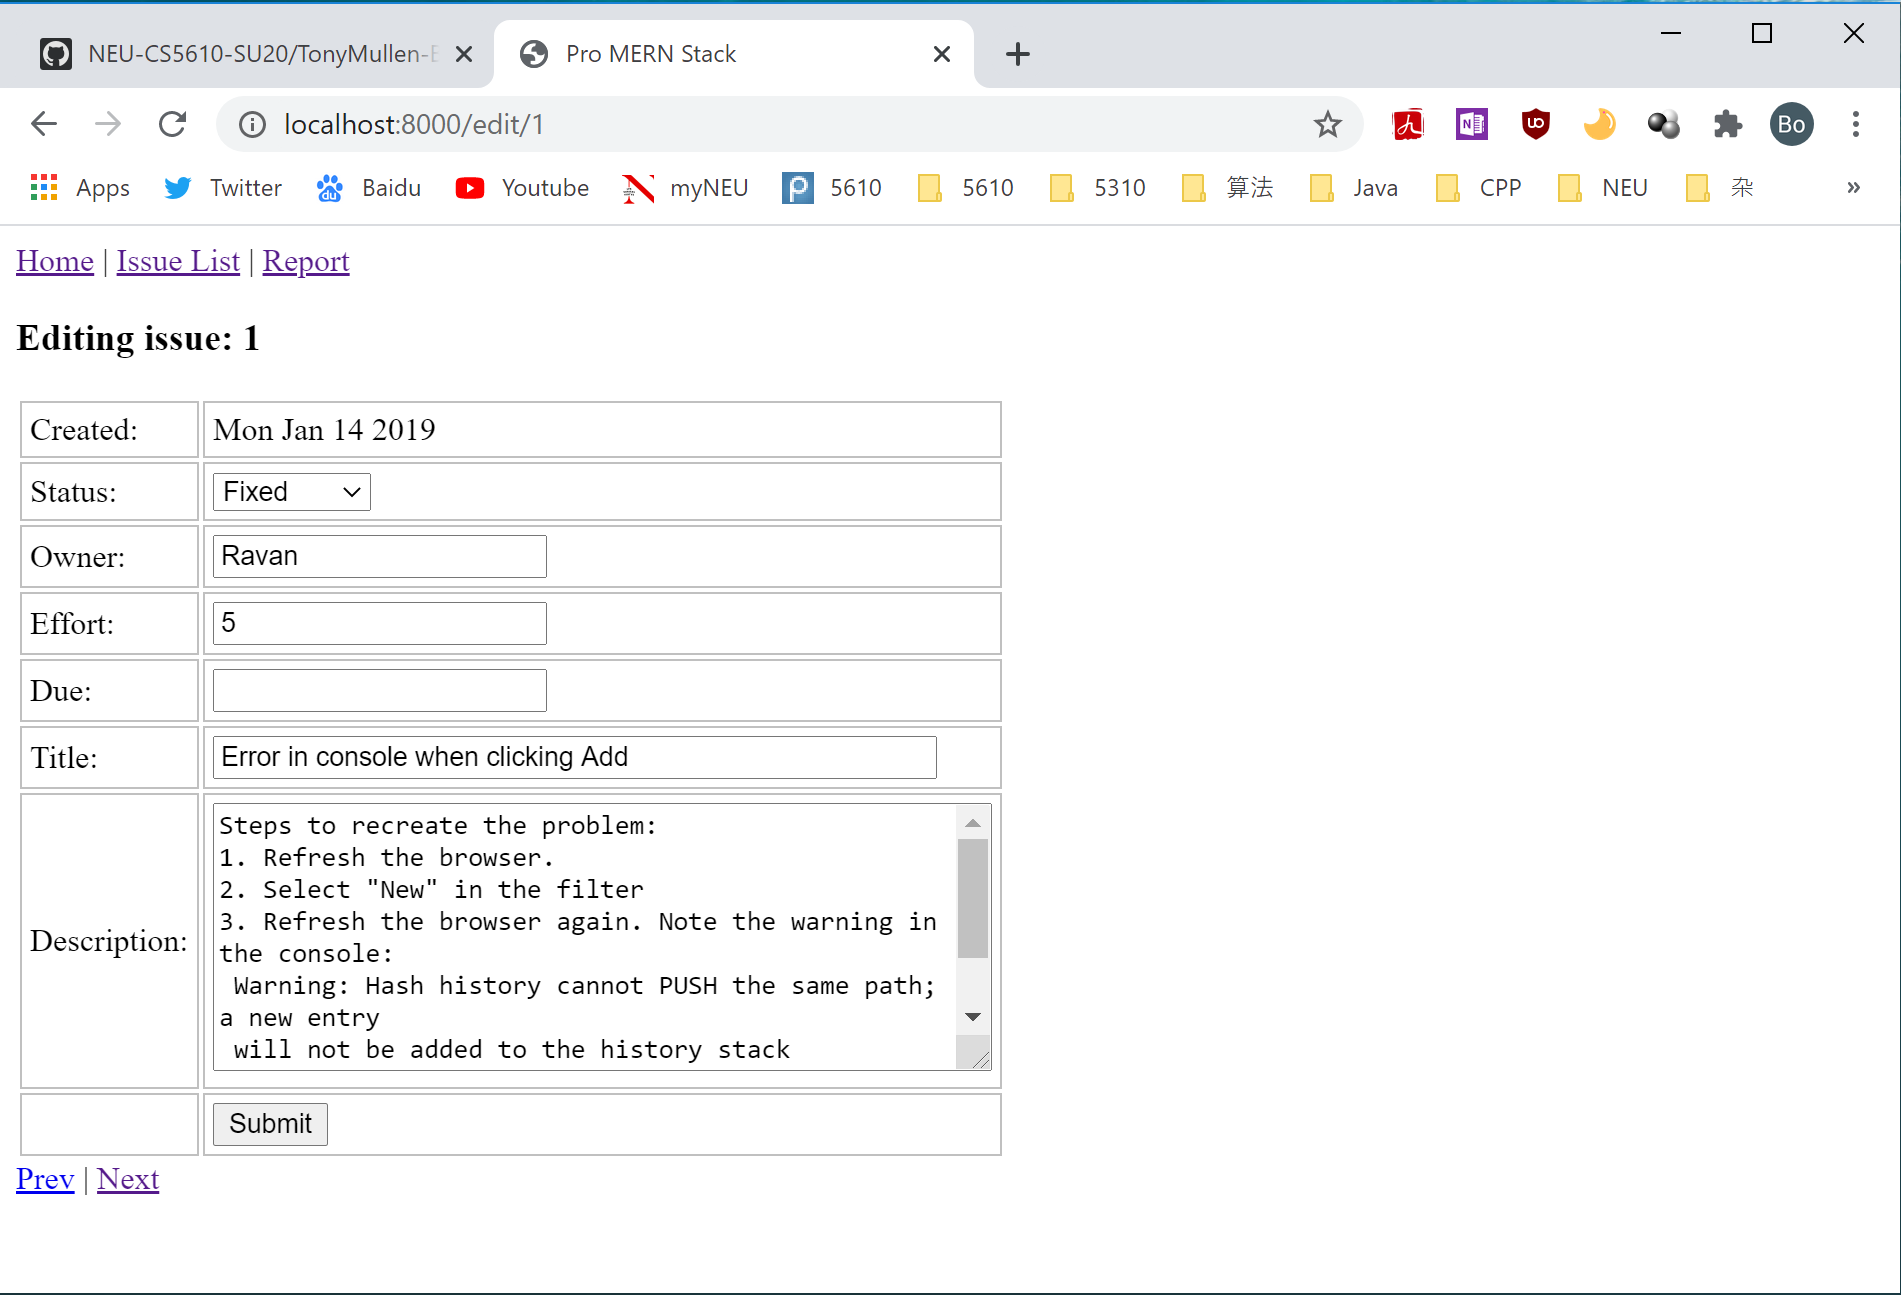 NEU-CS5610-SU20/TonyMullen-E
Pro MERN Stack
localhost:8000/edit/1
Bo
Apps Twitter Baidu Youtube myNEU 5610 5610 5310 算法 Java CPP NEU 杂 »
Home | Issue List | Report
Editing issue: 1
Created: Mon Jan 14 2019
Status: Fixed
Owner: Ravan
Effort: 5
Due:
Title: Error in console when clicking Add
Description:
Steps to recreate the problem:
1. Refresh the browser.
2. Select "New" in the filter
3. Refresh the browser again. Note the warning in
the console:
Warning: Hash history cannot PUSH the same path;
a new entry
will not be added to the history stack
Submit
Prev | Next